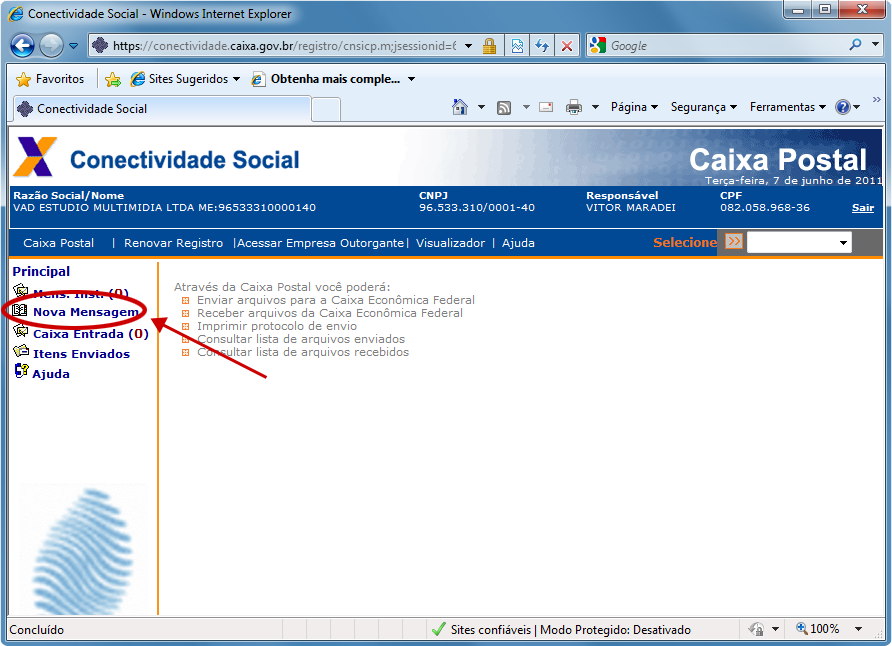 Conectividade Social - Windows Internet Explorer
https://conectividade.caixa.gov.br/registro/cnsicp.m;jsessionid=6
Google
Favoritos
Sites Sugeridos
Obtenha mais comple...
Conectividade Social
Página
Segurança
Ferramentas
Conectividade Social
Caixa Postal
Terça-feira, 7 de junho de 2011
Razão Social/Nome CNPJ Responsável CPF
VAD ESTUDIO MULTIMIDIA LTDA ME:96533310000140 96.533.310/0001-40 VITOR MARADEI 082.058.968-36 Sair
Caixa Postal | Renovar Registro |Acessar Empresa Outorgante| Visualizador | Ajuda
Selecione
Principal
Mens. Inst. (0)
Nova Mensagem
Caixa Entrada (0)
Itens Enviados
Ajuda
Através da Caixa Postal você poderá:
Enviar arquivos para a Caixa Econômica Federal
Receber arquivos da Caixa Econômica Federal
Imprimir protocolo de envio
Consultar lista de arquivos enviados
Consultar lista de arquivos recebidos
Concluído
Sites confiáveis | Modo Protegido: Desativado
100%